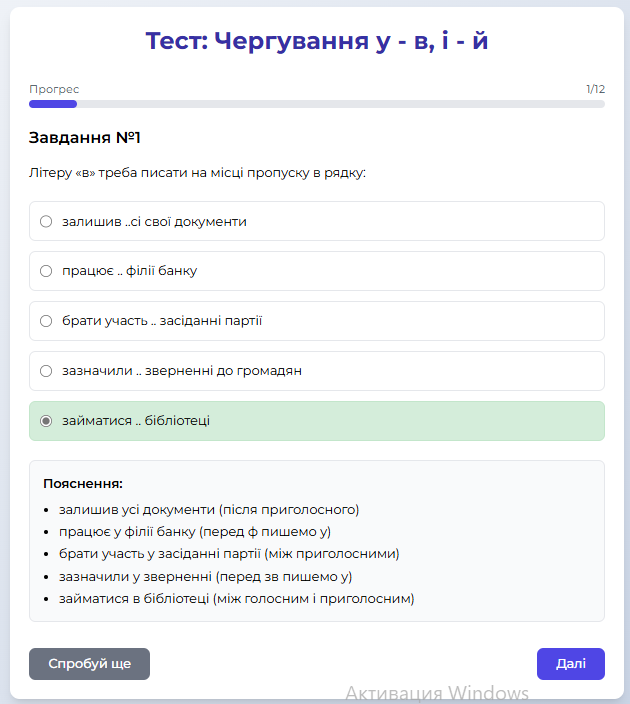 Тест: Чергування у - в, і - й
Прогрес 1/12
Завдання №1
Літеру «в» треба писати на місці пропуску в рядку:
залишив ..сі свої документи
працює .. філії банку
брати участь .. засіданні партії
зазначили .. зверненні до громадян
займатися .. бібліотеці
Пояснення:
• залишив усі документи (після приголосного)
• працює у філії банку (перед ф пишемо у)
• брати участь у засіданні партії (між приголосними)
• зазначили у зверненні (перед зв пишемо у)
• займатися в бібліотеці (між голосним і приголосним)
Спробуй ще Далі
Активация Windows